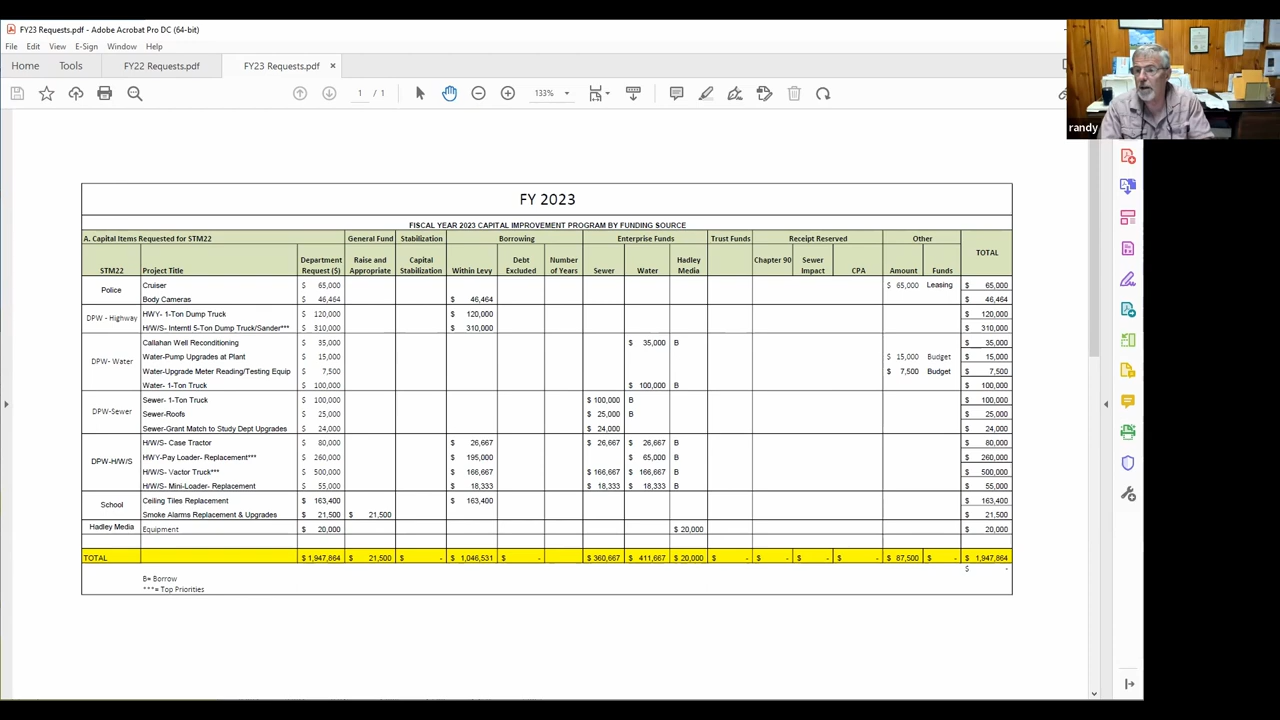 FY23 Requests.pdf - Adobe Acrobat Pro DC (64-bit)
File Edit View E-Sign Window Help
Home Tools FY22 Requests.pdf FY23 Requests.pdf ×
1 / 1 133%
randy
FY 2023
FISCAL YEAR 2023 CAPITAL IMPROVEMENT PROGRAM BY FUNDING SOURCE
A. Capital Items Requested for STM22 General Fund Stabilization Borrowing Enterprise Funds Trust Funds Receipt Reserved Other TOTAL
STM22 Project Title Department Request ($) Raise and Appropriate Capital Stabilization Within Levy Debt Excluded Number of Years Sewer Water Hadley Media Chapter 90 Sewer Impact CPA Amount Funds
Police Cruiser $ 65,000 $ 65,000 Leasing $ 65,000
Body Cameras $ 46,464 $ 46,464 $ 46,464
DPW - Highway HWY- 1-Ton Dump Truck $ 120,000 $ 120,000 $ 120,000
H/W/S- Interntl 5-Ton Dump Truck/Sander*** $ 310,000 $ 310,000 $ 310,000
DPW- Water Callahan Well Reconditioning $ 35,000 $ 35,000 B $ 35,000
Water-Pump Upgrades at Plant $ 15,000 $ 15,000 Budget $ 15,000
Water-Upgrade Meter Reading/Testing Equip $ 7,500 $ 7,500 Budget $ 7,500
Water- 1-Ton Truck $ 100,000 $ 100,000 B $ 100,000
DPW-Sewer Sewer- 1-Ton Truck $ 100,000 $ 100,000 B $ 100,000
Sewer-Roofs $ 25,000 $ 25,000 B $ 25,000
Sewer-Grant Match to Study Dept Upgrades $ 24,000 $ 24,000 $ 24,000
DPW-H/W/S H/W/S- Case Tractor $ 80,000 $ 26,667 $ 26,667 $ 26,667 B $ 80,000
HWY-Pay Loader- Replacement*** $ 260,000 $ 195,000 $ 65,000 B $ 260,000
H/W/S- Vactor Truck*** $ 500,000 $ 166,667 $ 166,667 $ 166,667 B $ 500,000
H/W/S- Mini-Loader- Replacement $ 55,000 $ 18,333 $ 18,333 $ 18,333 B $ 55,000
School Ceiling Tiles Replacement $ 163,400 $ 163,400 $ 163,400
Smoke Alarms Replacement & Upgrades $ 21,500 $ 21,500 $ 21,500
Hadley Media Equipment $ 20,000 $ 20,000 $ 20,000
TOTAL $ 1,947,864 $ 21,500 $ - $ 1,046,531 $ - $ 360,667 $ 411,667 $ 20,000 $ - $ - $ - $ - $ 87,500 $ - $ 1,947,864
$ -
B= Borrow
***= Top Priorities